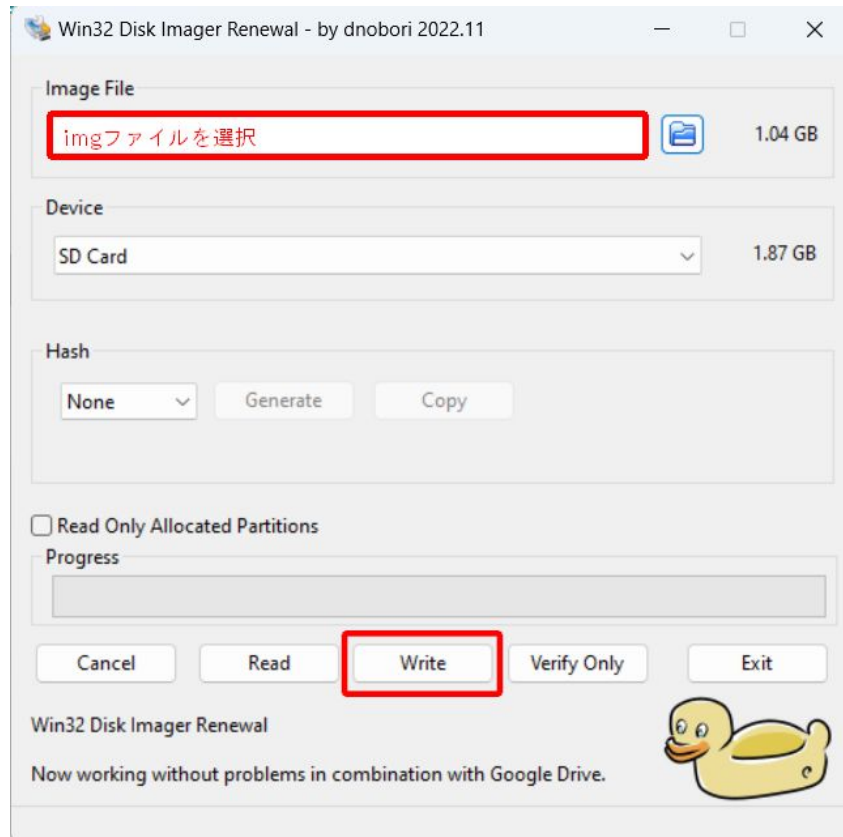 Win32 Disk Imager Renewal - by dnobori 2022.11
Image File
imgファイルを選択
1.04 GB
Device
SD Card
1.87 GB
Hash
None
Generate
Copy
Read Only Allocated Partitions
Progress
Cancel
Read
Write
Verify Only
Exit
Win32 Disk Imager Renewal
Now working without problems in combination with Google Drive.